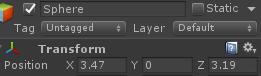 Sphere Static
Tag Untagged Layer Default
Transform
Position X 3.47 Y 0 Z 3.19